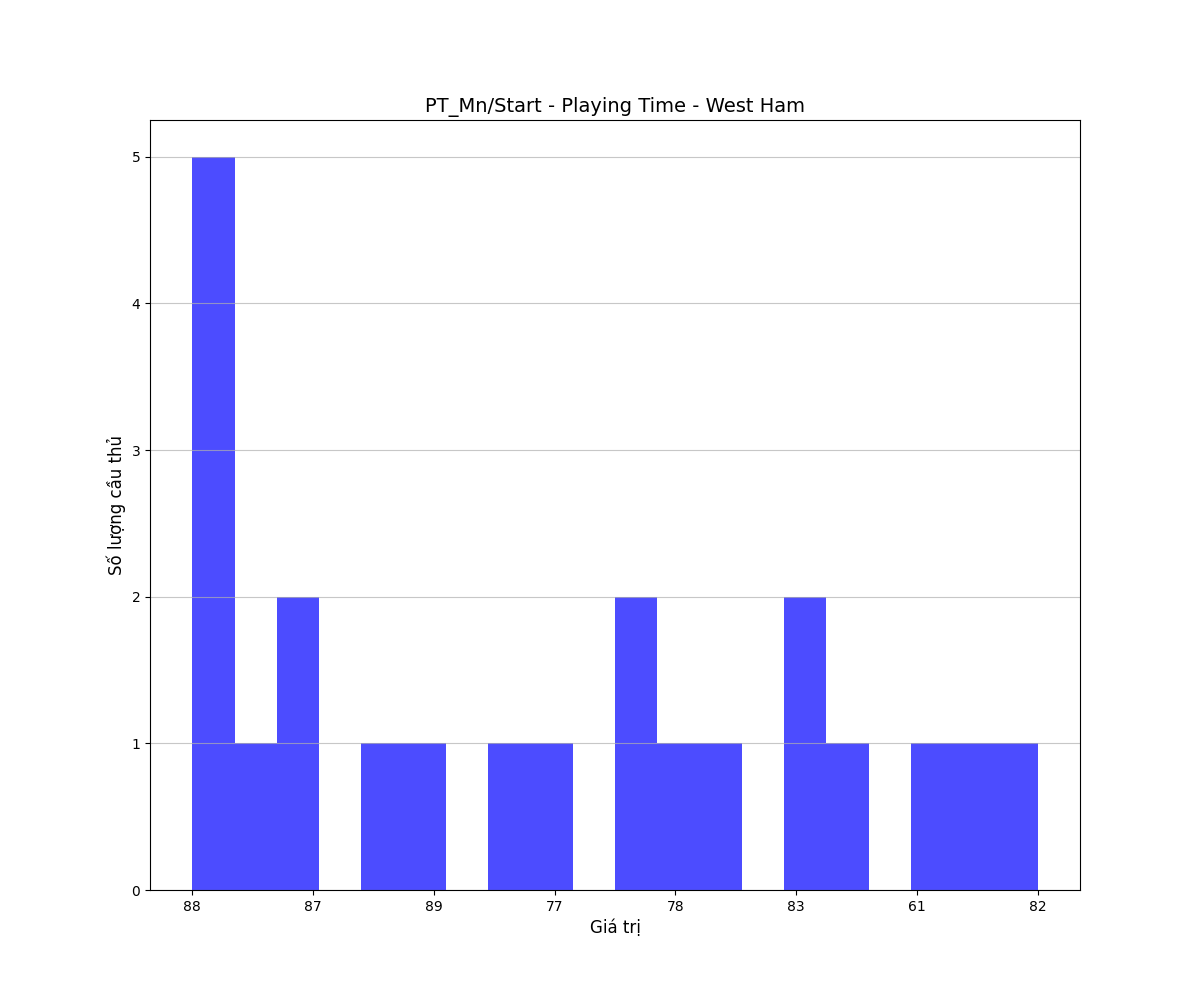 PT_Mn/Start - Playing Time - West Ham
5
4
3
2
1
0
Số lượng cầu thủ
88 87 89 77 78 83 61 82
Giá trị